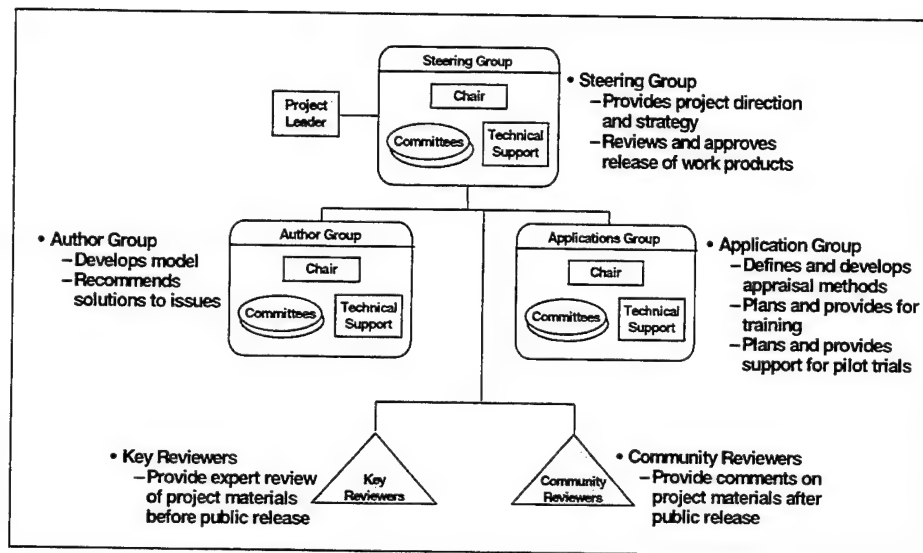 Steering Group
Chair
Project
Leader
Committees
Technical
Support
• Steering Group
–Provides project direction
and strategy
–Reviews and approves
release of work products
• Author Group
– Develops model
– Recommends
solutions to issues
Author Group
Chair
Committees
Technical
Support
Applications Group
Chair
Committees
Technical
Support
• Application Group
–Defines and develops
appraisal methods
–Plans and provides for
training
–Plans and provides
support for pilot trials
• Key Reviewers
–Provide expert review
of project materials
before public release
Key
Reviewers
Community
Reviewers
• Community Reviewers
–Provide comments on
project materials after
public release